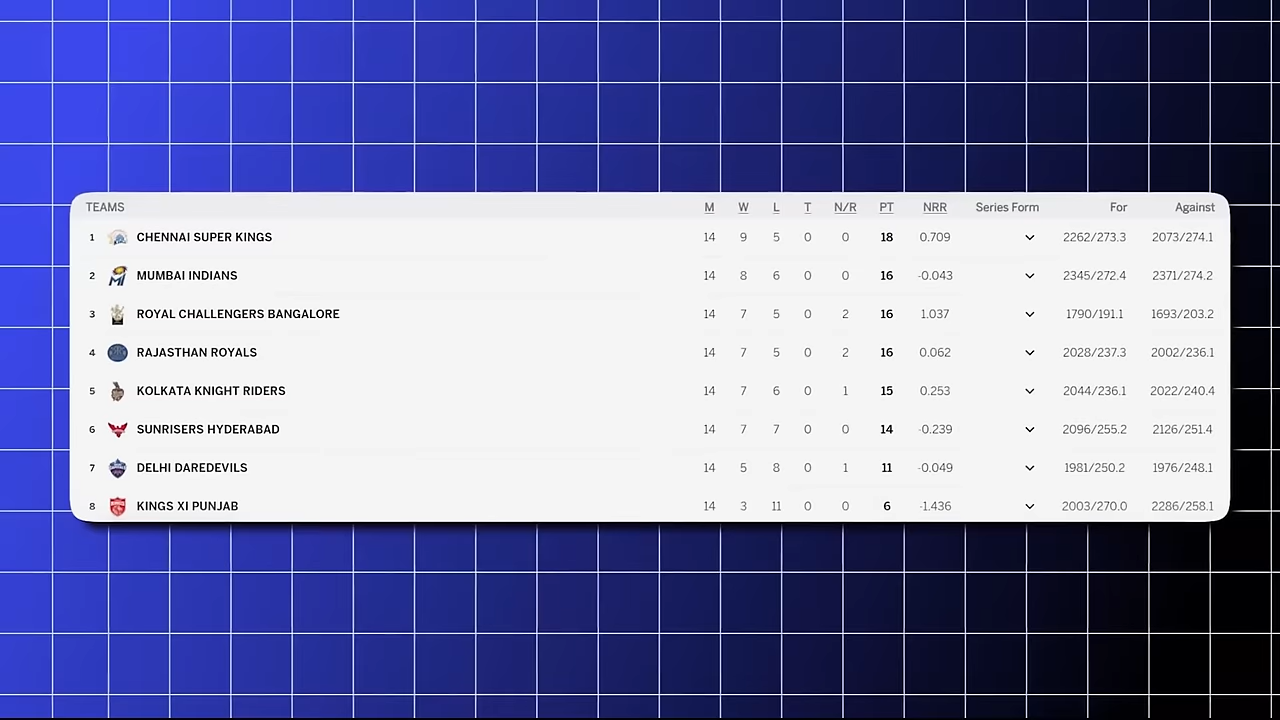 TEAMS M W L T N/R PT NRR Series Form For Against
1 CHENNAI SUPER KINGS 14 9 5 0 0 18 0.709 2262/273.3 2073/274.1
2 MUMBAI INDIANS 14 8 6 0 0 16 -0.043 2345/272.4 2371/274.2
3 ROYAL CHALLENGERS BANGALORE 14 7 5 0 2 16 1.037 1790/191.1 1693/203.2
4 RAJASTHAN ROYALS 14 7 5 0 2 16 0.062 2028/237.3 2002/236.1
5 KOLKATA KNIGHT RIDERS 14 7 6 0 1 15 0.253 2044/236.1 2022/240.4
6 SUNRISERS HYDERABAD 14 7 7 0 0 14 -0.239 2096/255.2 2126/251.4
7 DELHI DAREDEVILS 14 5 8 0 1 11 -0.049 1981/250.2 1976/248.1
8 KINGS XI PUNJAB 14 3 11 0 0 6 -1.436 2003/270.0 2286/258.1